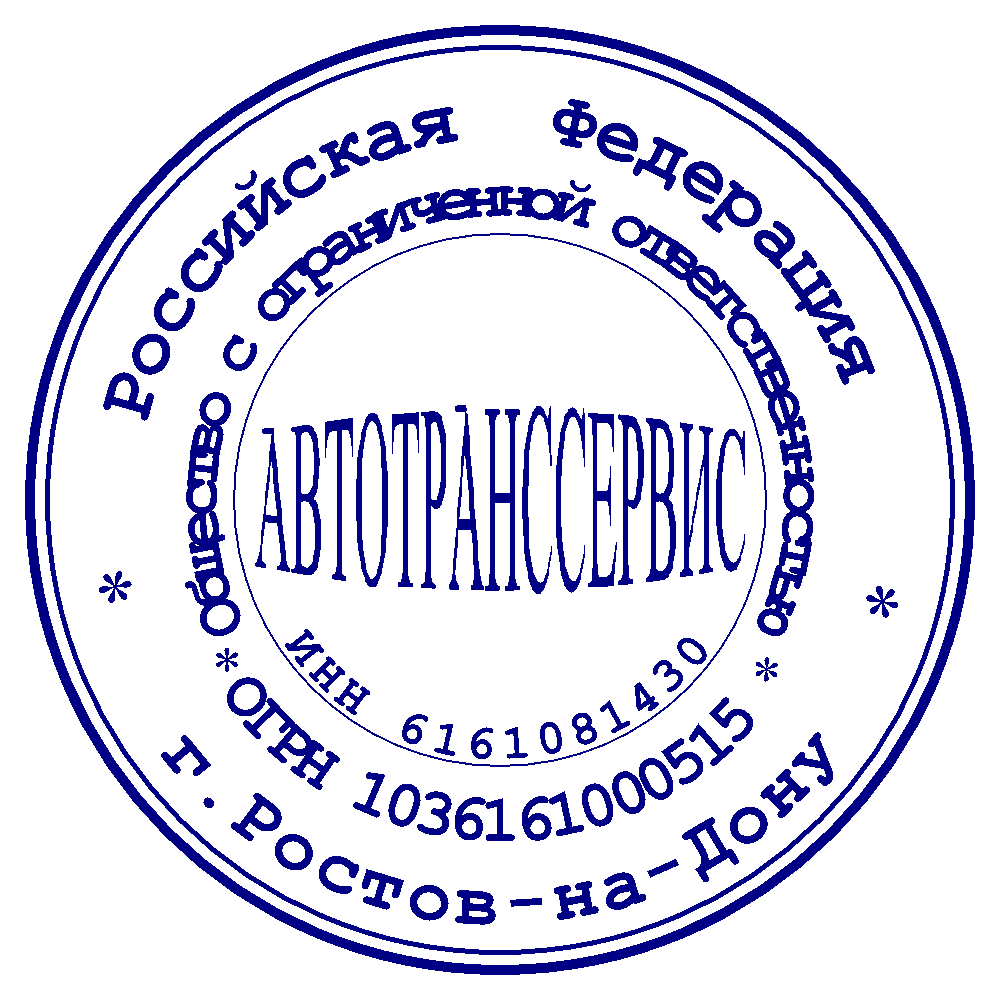 Российская Федерация
* г. Ростов-на-Дону *
Общество с ограниченной ответственностью
* ОГРН 1036161000515 *
АВТОТРАНССЕРВИС
ИНН 6161081430